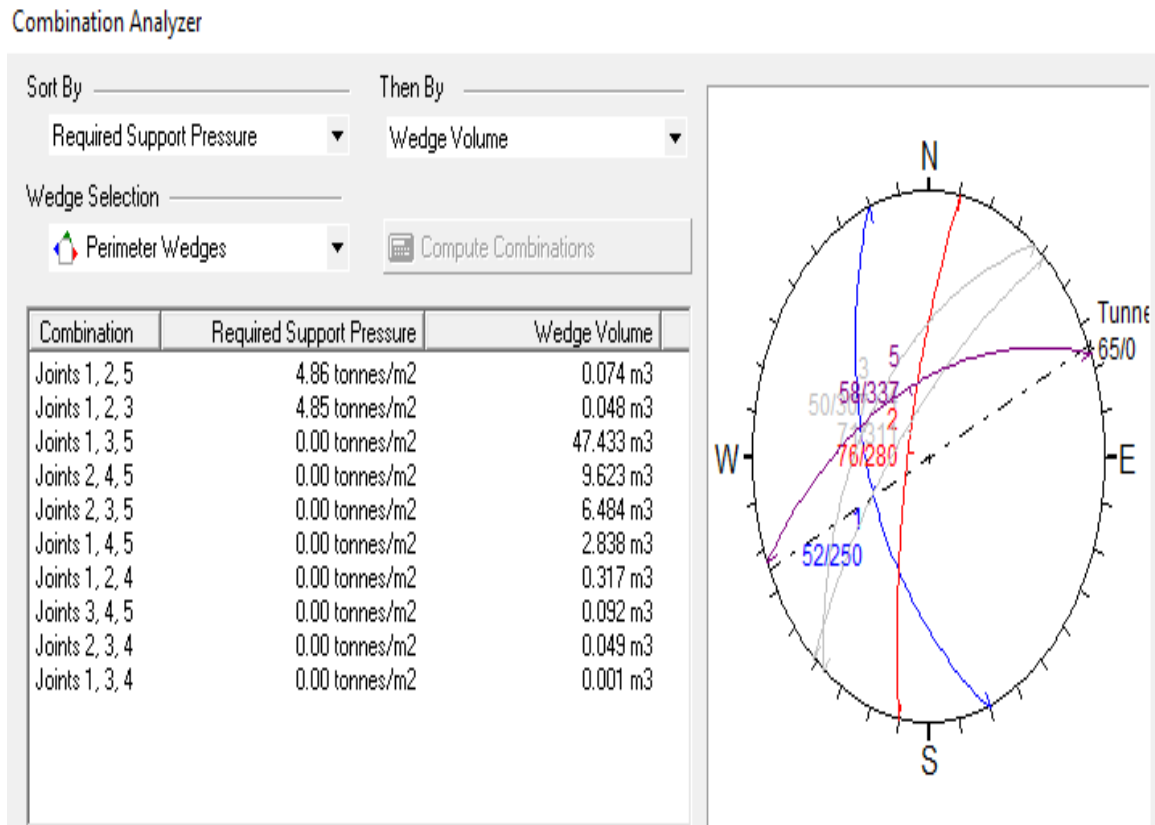 Combination Analyzer
Sort By
Then By
Required Support Pressure
Wedge Volume
Wedge Selection
Perimeter Wedges
Compute Combinations
Combination Required Support Pressure Wedge Volume
Joints 1, 2, 5 4.86 tonnes/m2 0.074 m3
Joints 1, 2, 3 4.85 tonnes/m2 0.048 m3
Joints 1, 3, 5 0.00 tonnes/m2 47.433 m3
Joints 2, 4, 5 0.00 tonnes/m2 9.623 m3
Joints 2, 3, 5 0.00 tonnes/m2 6.484 m3
Joints 1, 4, 5 0.00 tonnes/m2 2.838 m3
Joints 1, 2, 4 0.00 tonnes/m2 0.317 m3
Joints 3, 4, 5 0.00 tonnes/m2 0.092 m3
Joints 2, 3, 4 0.00 tonnes/m2 0.049 m3
Joints 1, 3, 4 0.00 tonnes/m2 0.001 m3
N
Tunne
65/0
5
3
58/337
2
71/311
76/280
W
E
1
52/250
S